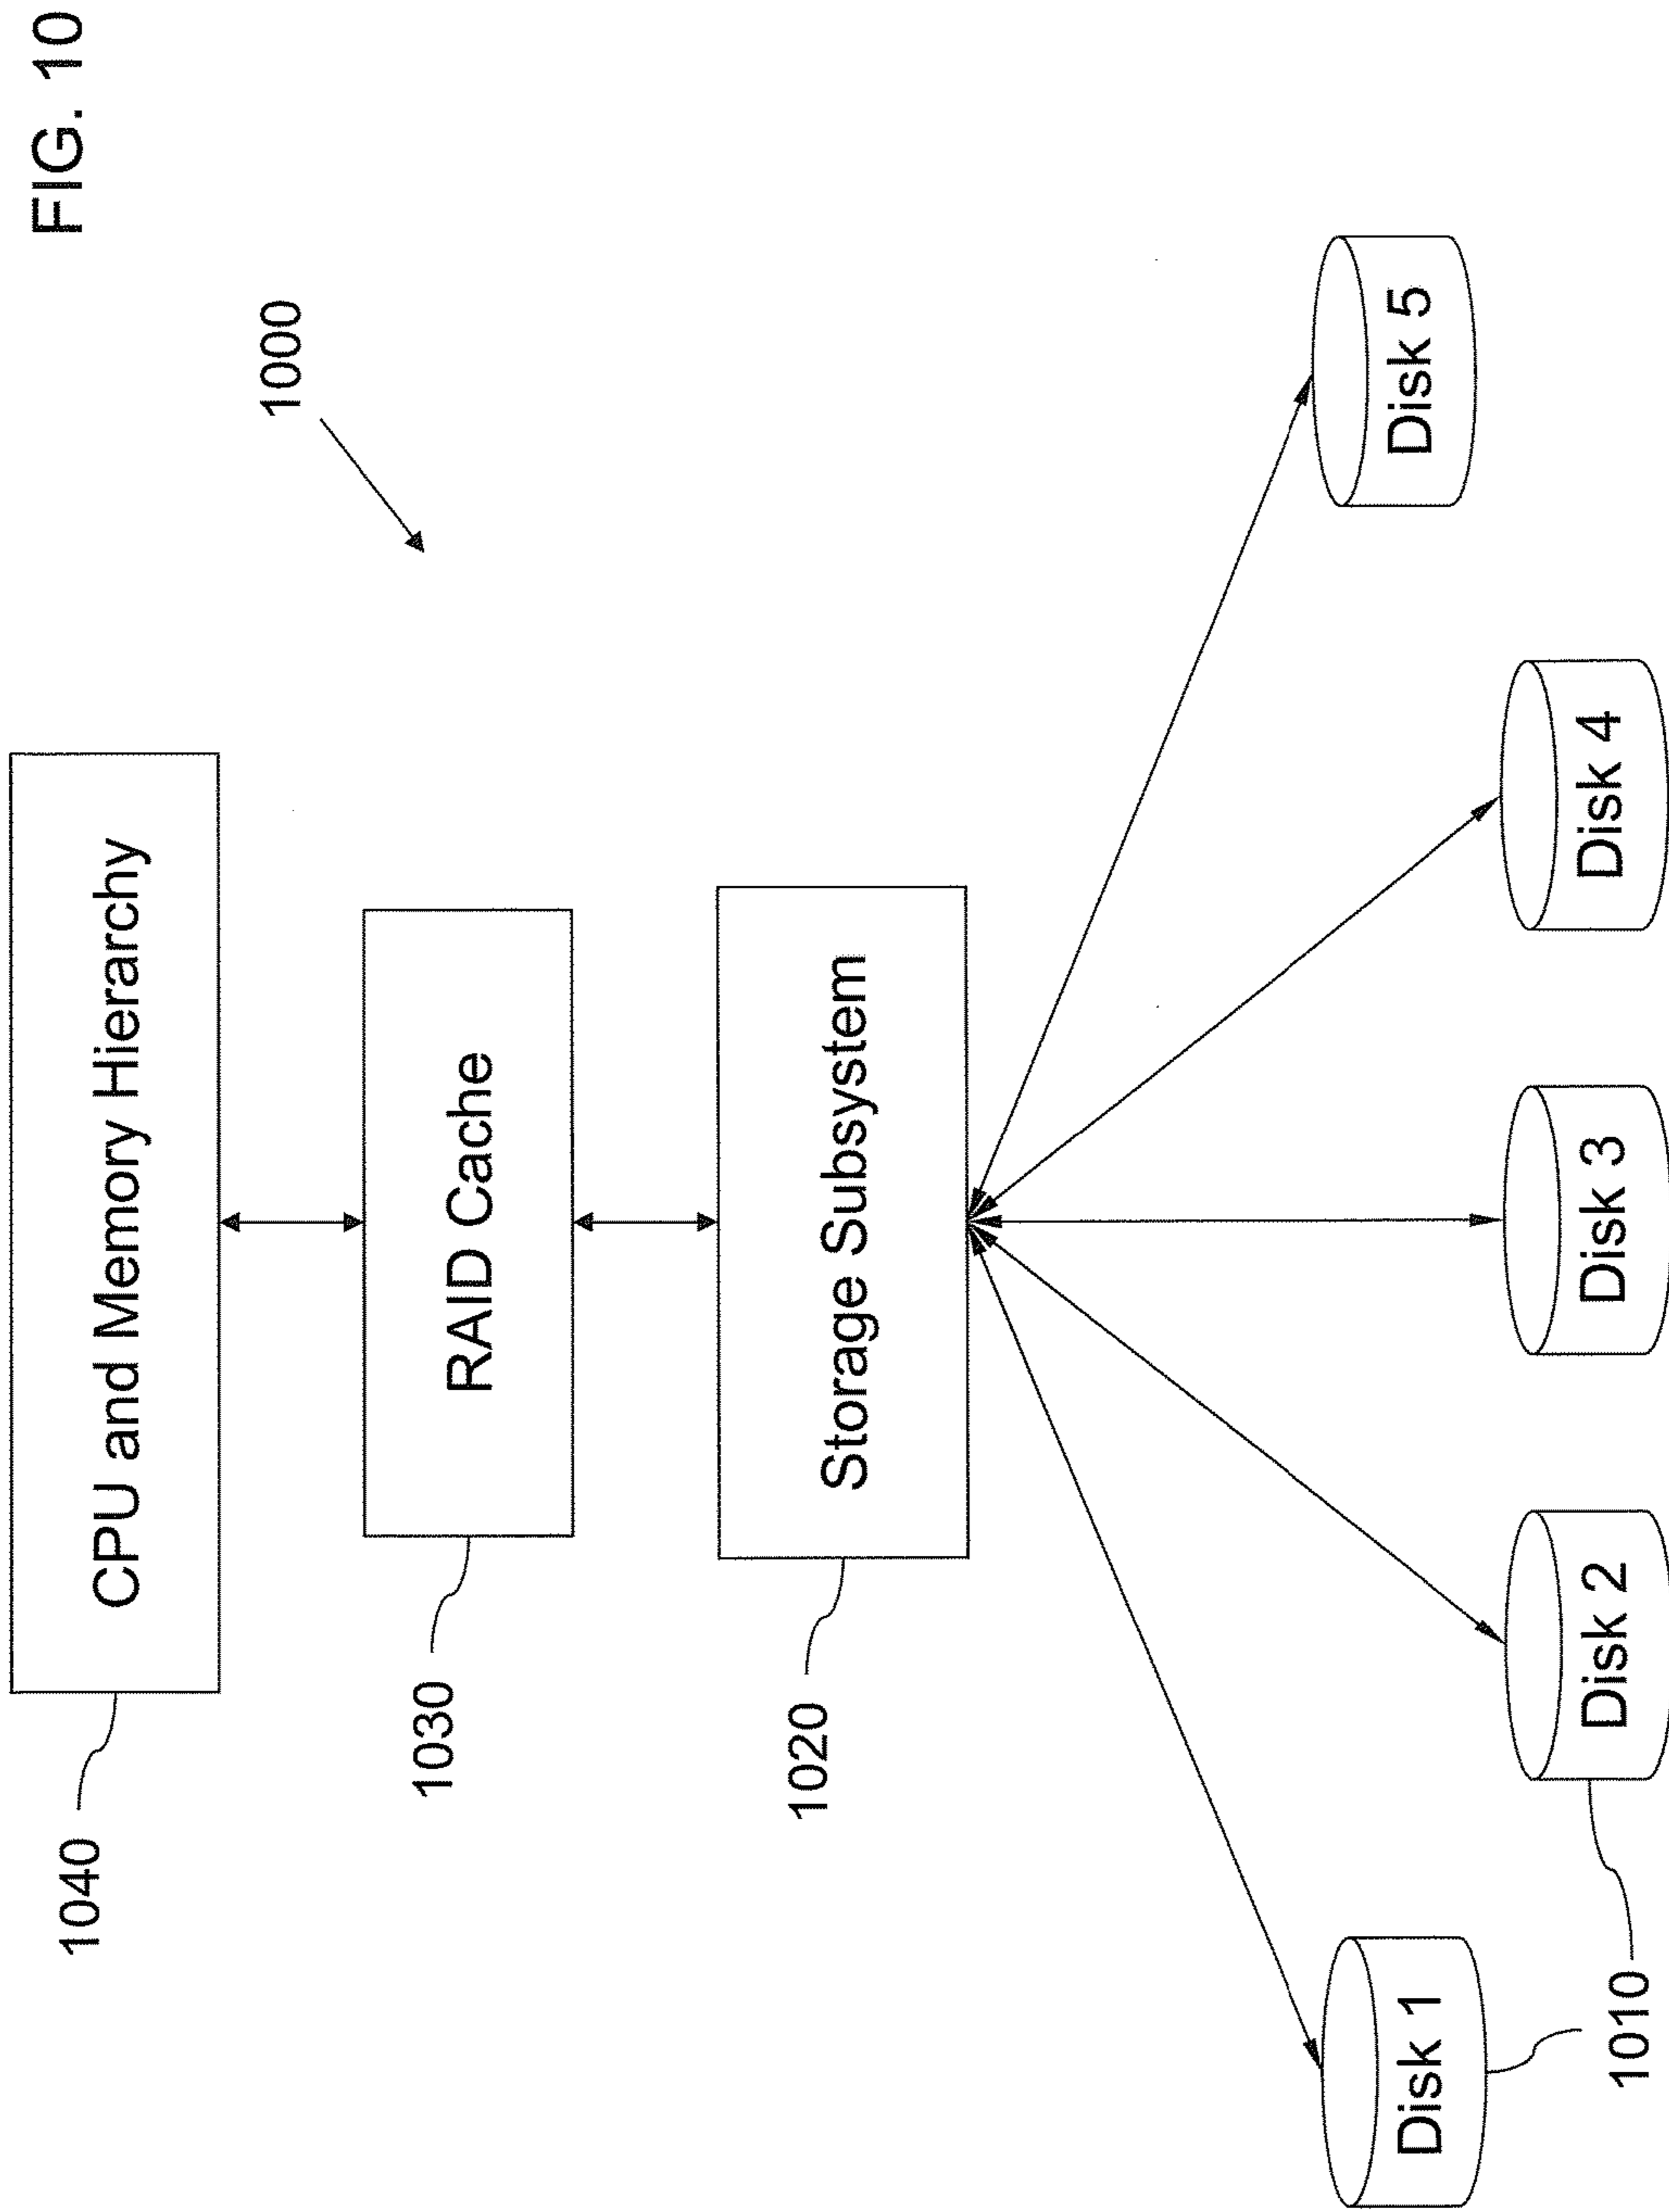 FIG. 10
1000
1040
CPU and Memory Hierarchy
1030
RAID Cache
1020
Storage Subsystem
Disk 1
Disk 2
Disk 3
Disk 4
Disk 5
1010